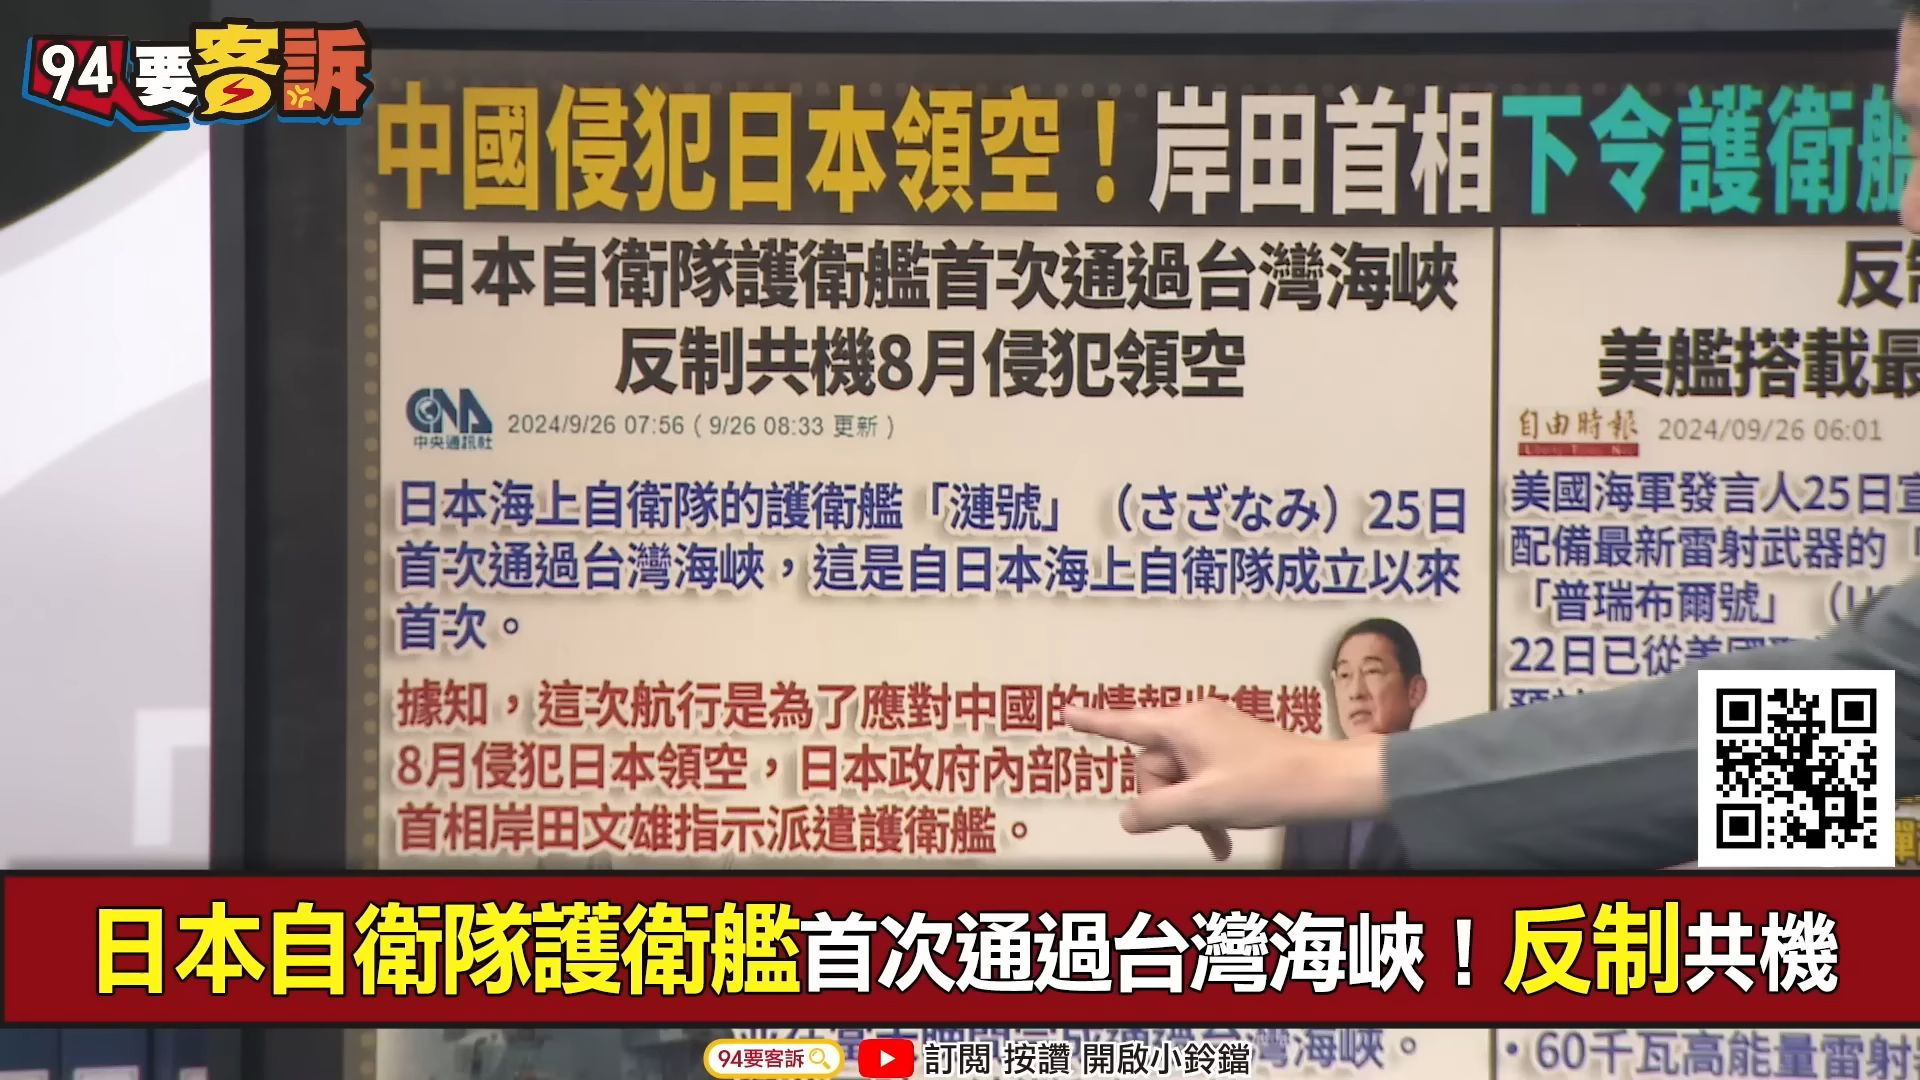 94要客訴
中國侵犯日本領空！岸田首相下令護衛艦
日本自衛隊護衛艦首次通過台灣海峽
反制共機8月侵犯領空
CNA
中央通訊社
2024/9/26 07:56（9/26 08:33 更新）
日本海上自衛隊的護衛艦「漣號」（さざなみ）25日
首次通過台灣海峽，這是自日本海上自衛隊成立以來
首次。
據知，這次航行是為了應對中國的情報收集機
8月侵犯日本領空，日本政府內部討
首相岸田文雄指示派遣護衛艦。
反制
美艦搭載最
自由時報
2024/09/26 06:01
美國海軍發言人25日宣
配備最新雷射武器的「
「普瑞布爾號」（U
22日已從美國
日本自衛隊護衛艦首次通過台灣海峽！反制共機
台灣海峽。
•60千瓦高能量雷射
94要客訴
訂閱 按讚 開啟小鈴鐺